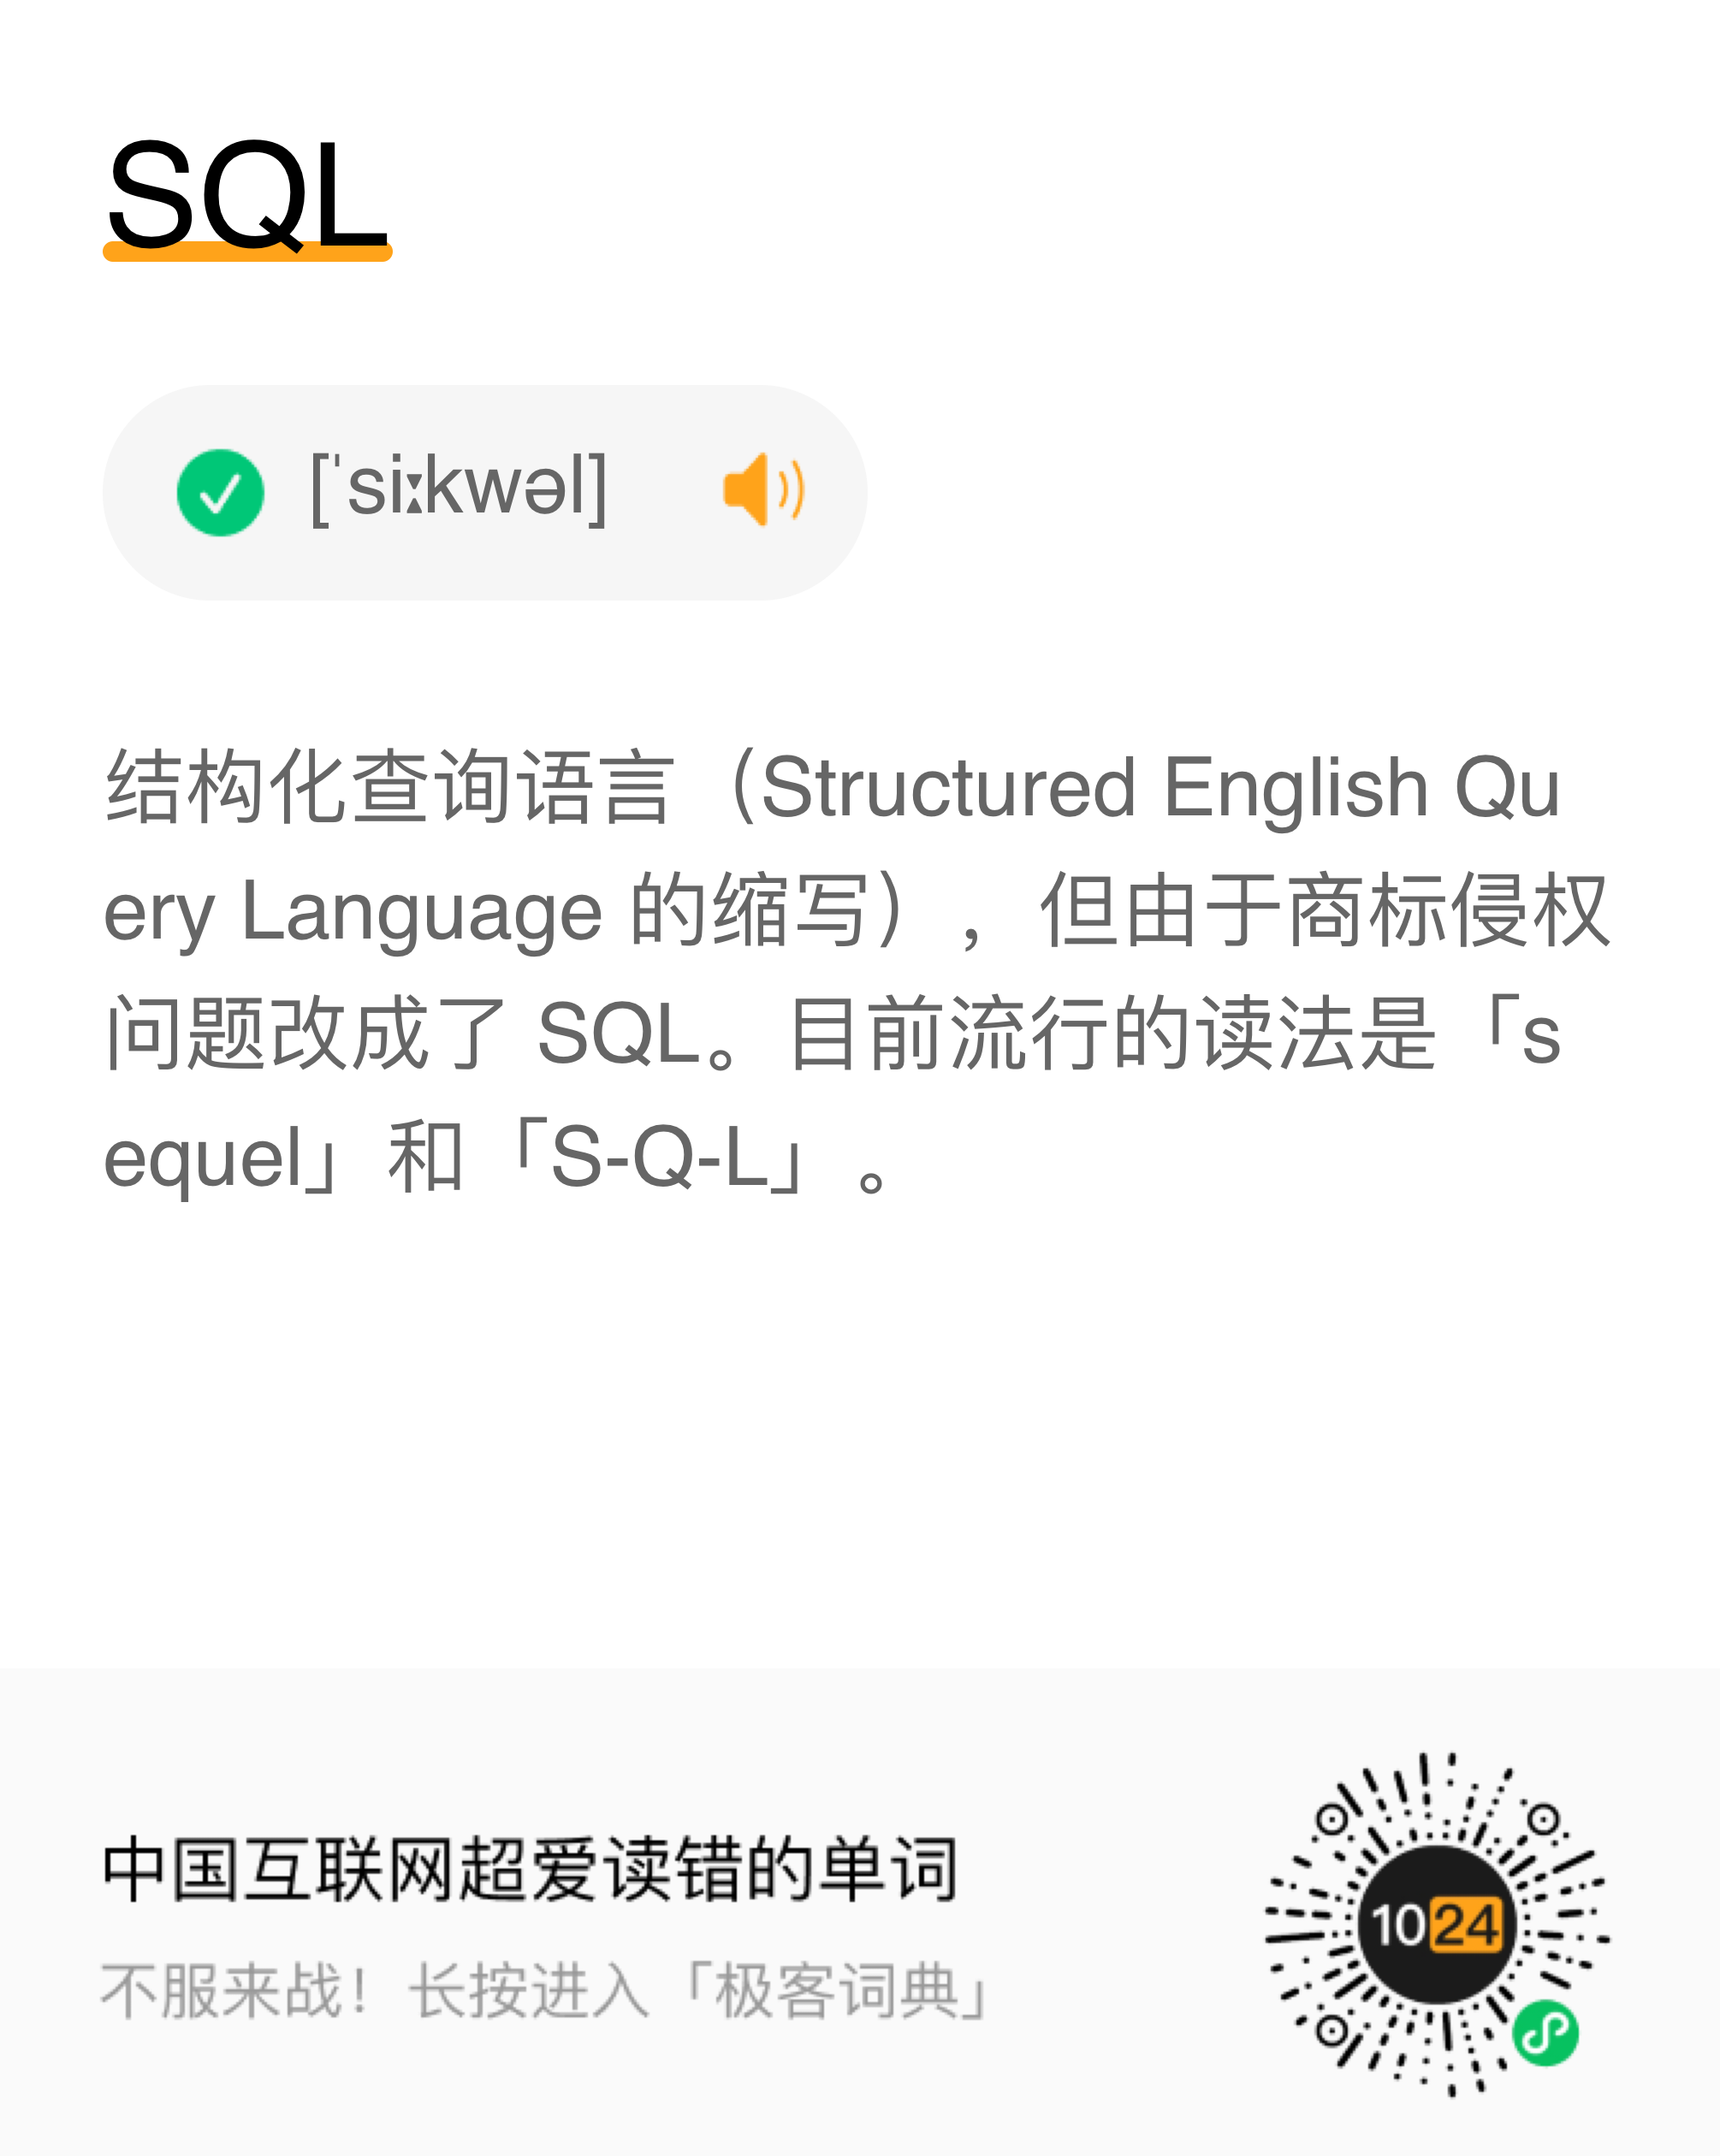 SQL
[ˈsiːkwəl]
结构化查询语言（Structured English Qu
ery Language 的缩写），但由于商标侵权
问题改成了 SQL。目前流行的读法是「s
equel」和「S-Q-L」。
中国互联网超爱读错的单词
不服来战！长按进入「极客词典」
1024